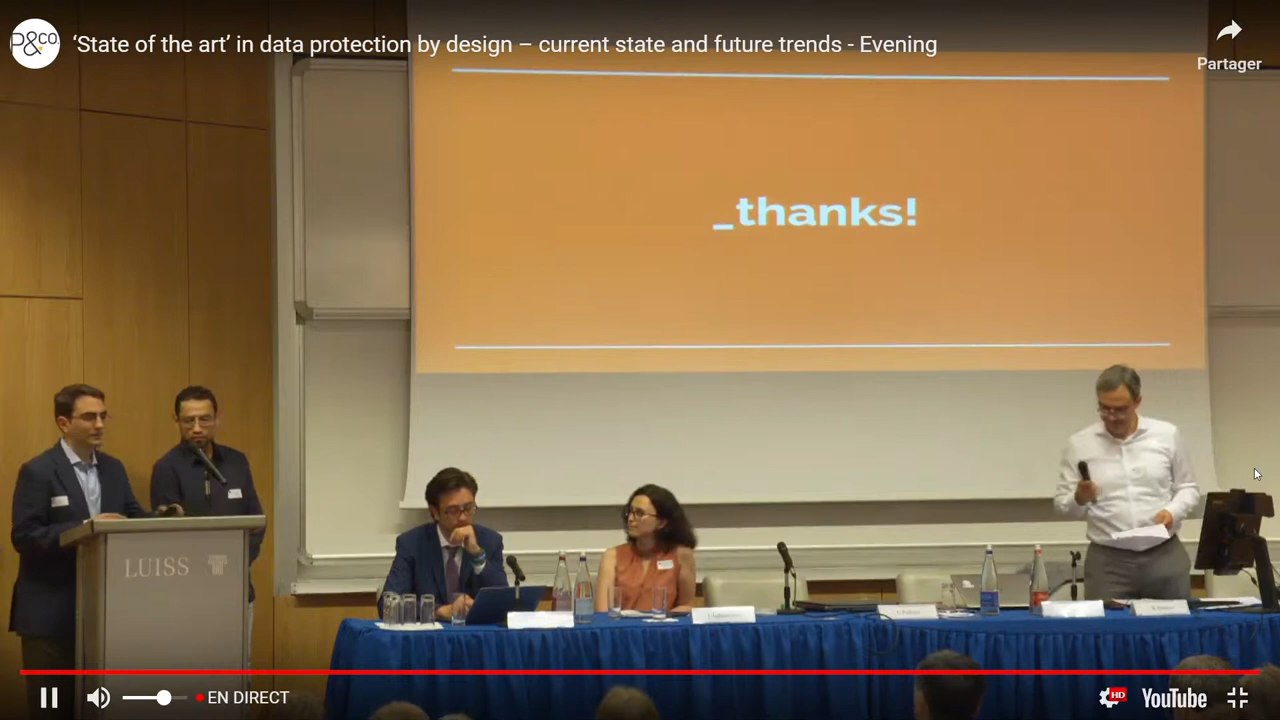 D&CO
‘State of the art’ in data protection by design – current state and future trends - Evening
Partager
_thanks!
LUISS
EN DIRECT
HD
YouTube